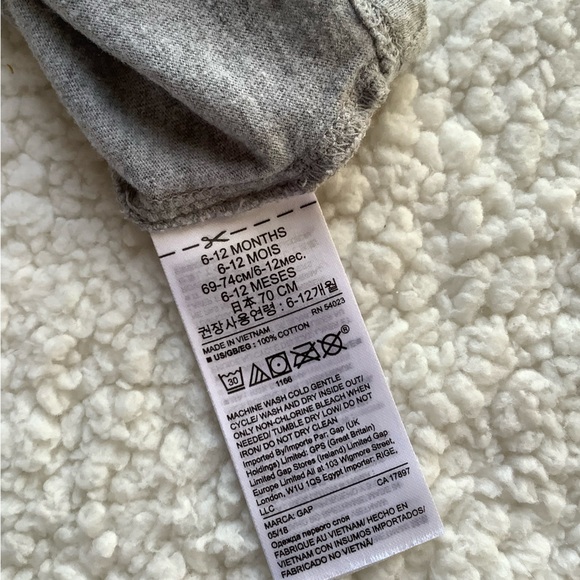 6-12 MONTHS
6-12 MOIS
69-74см/6-12мес.
6-12 MESES
日本 70 CM
권장사용연령 : 6-12개월
RN 54023
MADE IN VIETNAM
■ US/GB/EG : 100% COTTON
30
1166
MACHINE WASH COLD GENTLE
CYCLE/ WASH AND DRY INSIDE OUT/
ONLY NON-CHLORINE BLEACH WHEN
NEEDED/ TUMBLE DRY LOW/ DO NOT
IRON/ DO NOT DRY CLEAN
Imported By/Importe Par: Gap (UK
Holdings) Limited; GPS (Great Britain)
Limited Gap Stores (Ireland) Limited Gap
Europe Limited All at 103 Wigmore Street,
London, W1U 1QS Egypt Importer: RIGE,
LLC
CA 17897
MARCA: GAP
05/18
Одежда первого слоя
FABRIQUE AU VIETNAM/ HECHO EN
VIETNAM CON INSUMOS IMPORTADOS/
FABRICADO NO VIETNÃ/